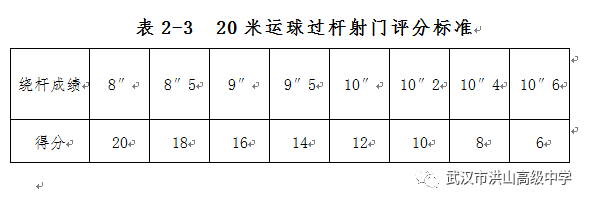 表 2-3 20 米运球过杆射门评分标准
绕杆成绩 8″ 8″5 9″ 9″5 10″ 10″2 10″4 10″6
得分 20 18 16 14 12 10 8 6
武汉市洪山高级中学